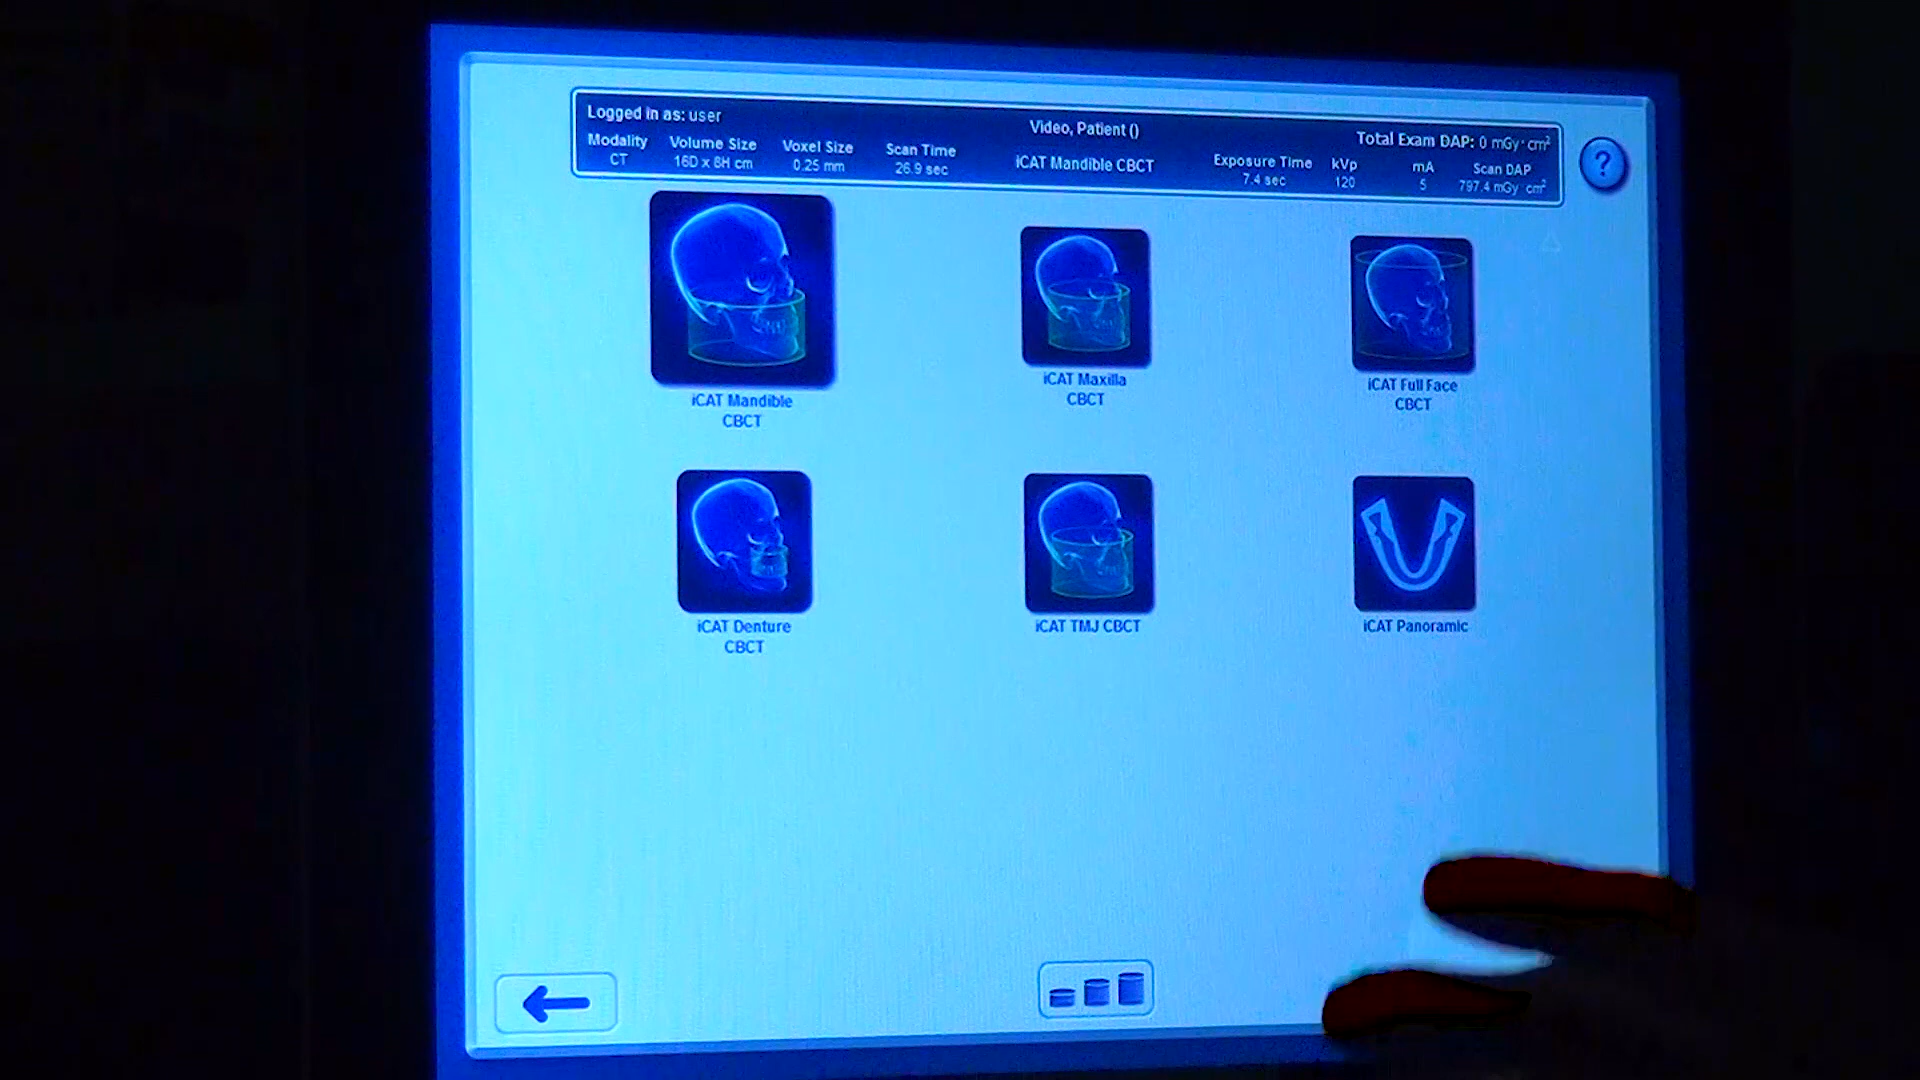 Logged in as: user
Video, Patient ()
Total Exam DAP: 0 mGy·cm²
Modality
CT
Volume Size
16D x 8H cm
Voxel Size
0.25 mm
Scan Time
26.9 sec
iCAT Mandible CBCT
Exposure Time
7.4 sec
kVp
120
mA
5
Scan DAP
797.4 mGy·cm²
?
iCAT Mandible
CBCT
iCAT Maxilla
CBCT
iCAT Full Face
CBCT
iCAT Denture
CBCT
iCAT TMJ CBCT
iCAT Panoramic